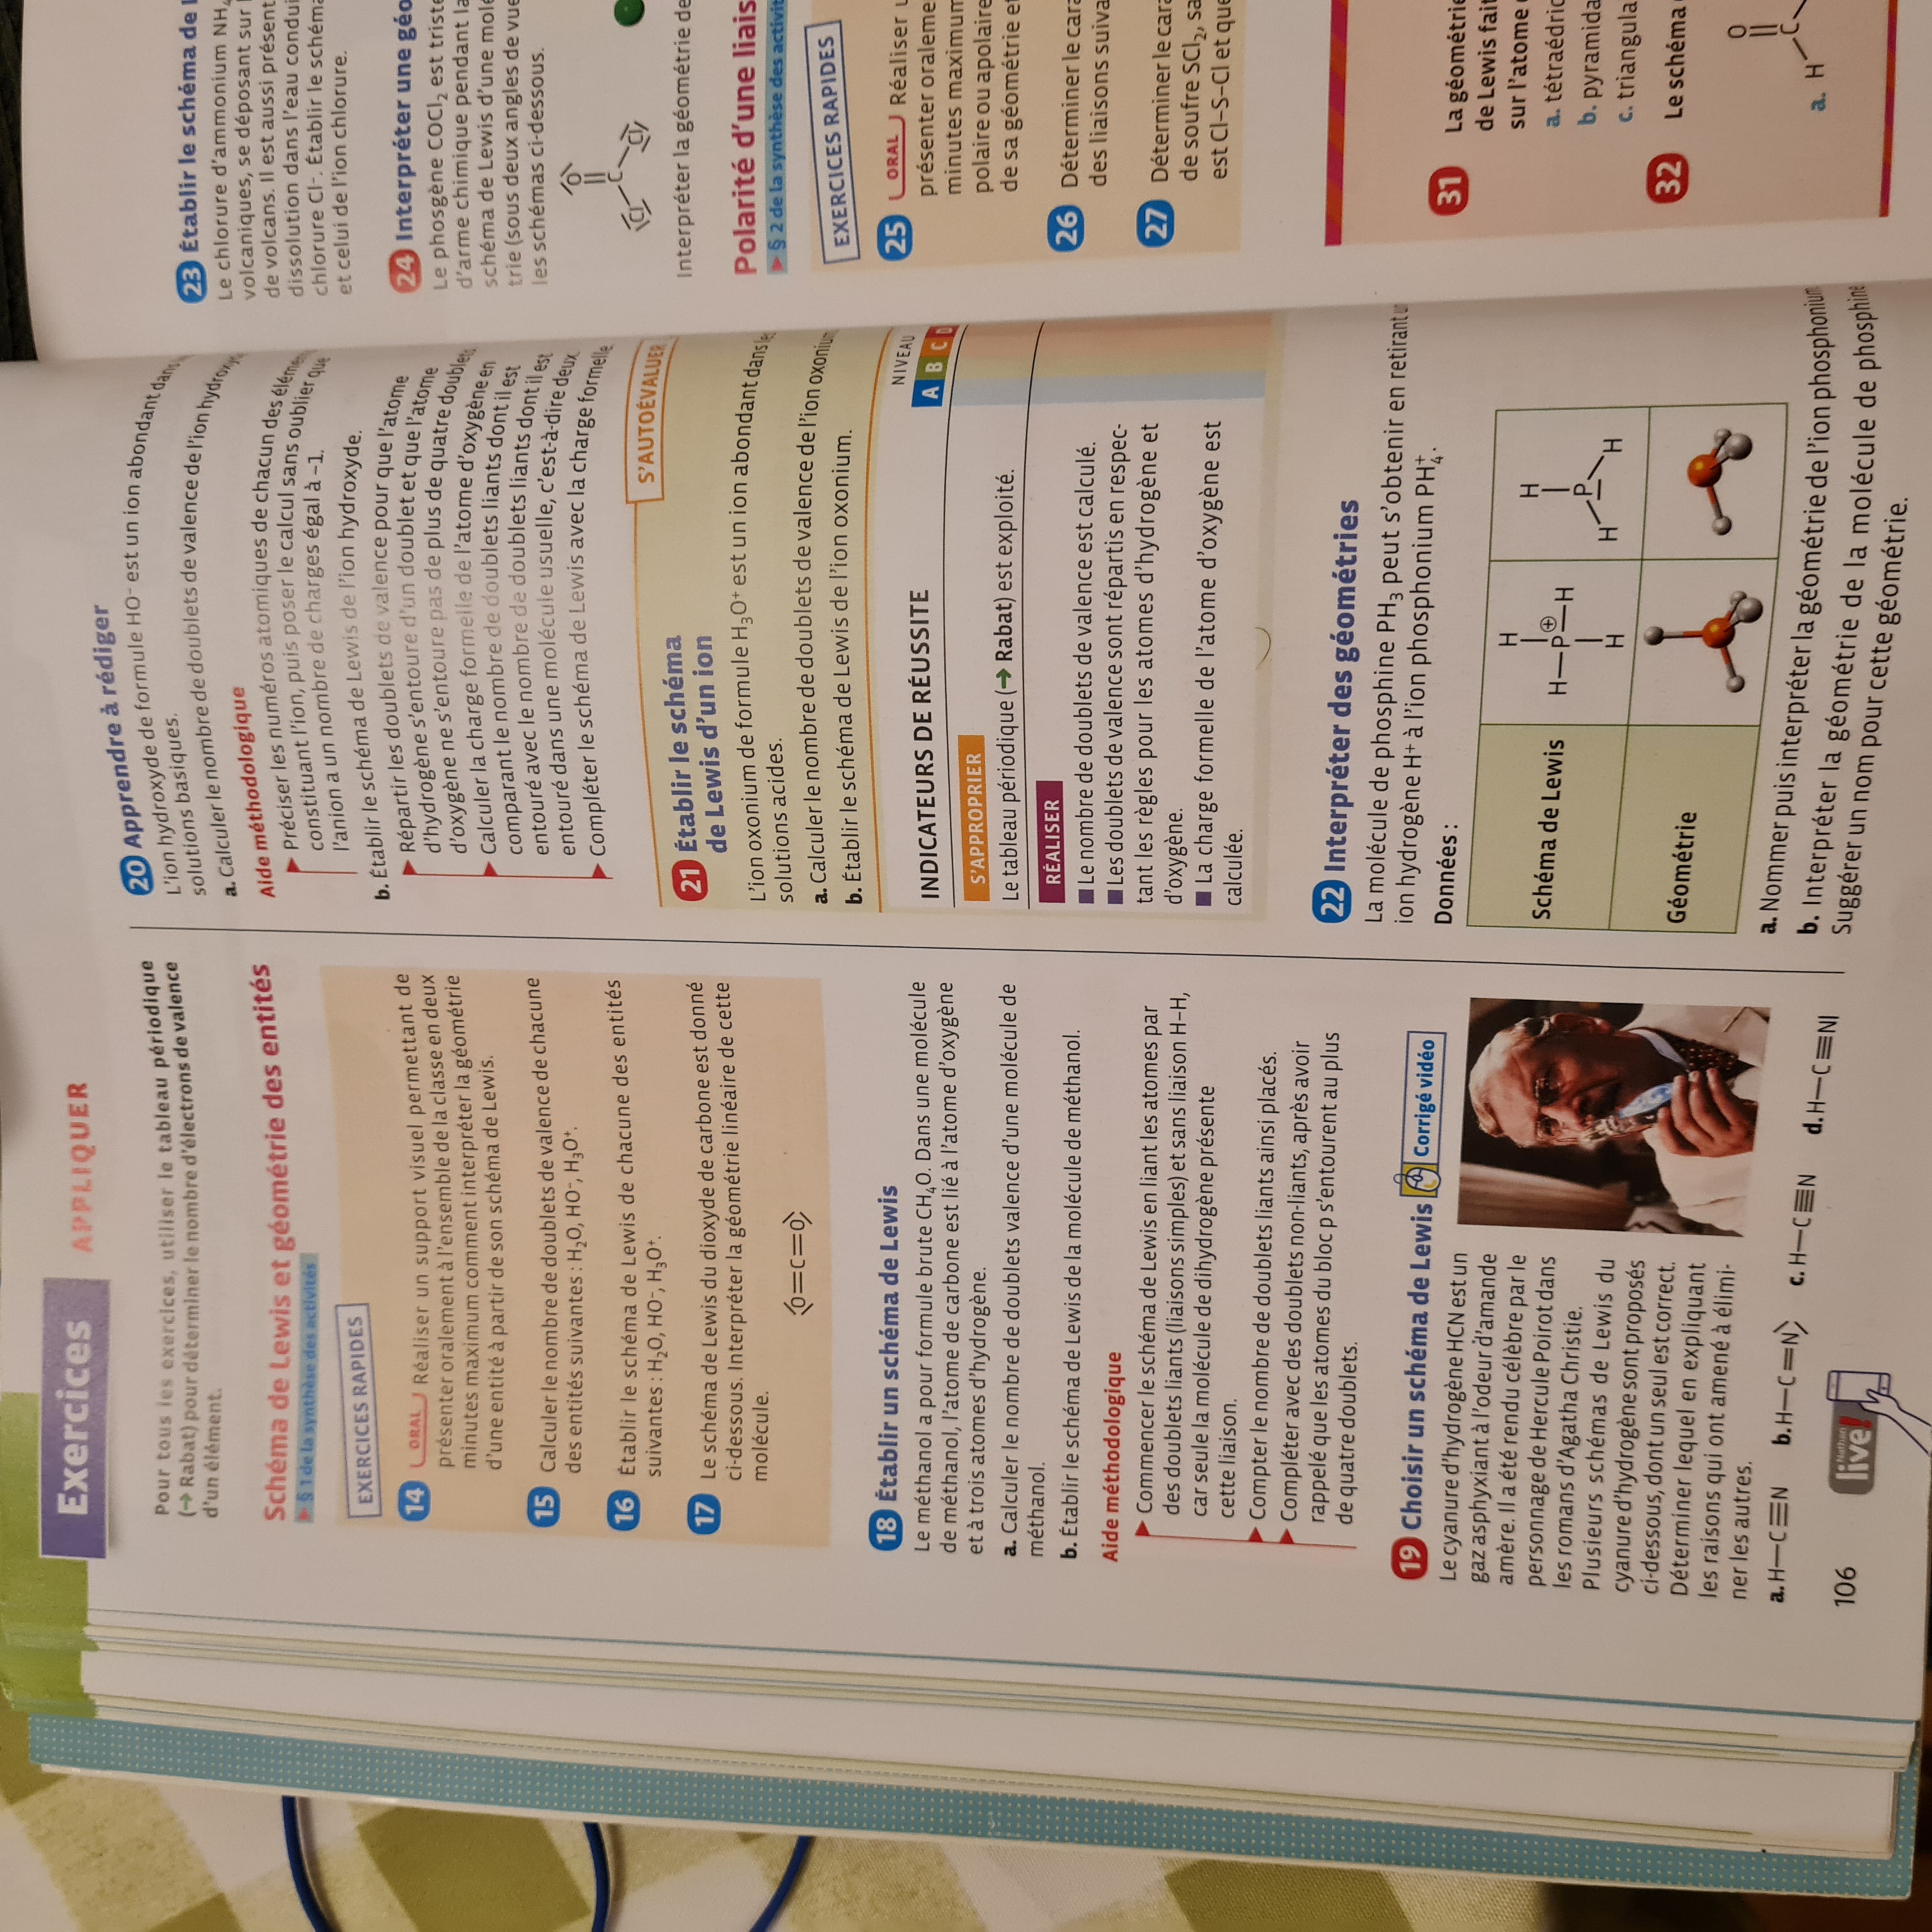 Exercices APPLIQUER
Pour tous les exercices, utiliser le tableau périodique
(→ Rabat) pour déterminer le nombre d'électrons de valence
d'un élément.
Schéma de Lewis et géométrie des entités
▶ § 1 de la synthèse des activités
EXERCICES RAPIDES
14 ORAL Réaliser un support visuel permettant de
présenter oralement à l'ensemble de la classe en deux
minutes maximum comment interpréter la géométrie
d'une entité à partir de son schéma de Lewis.
15 Calculer le nombre de doublets de valence de chacune
des entités suivantes : H₂O, HO⁻, H₃O⁺.
16 Établir le schéma de Lewis de chacune des entités
suivantes : H₂O, HO⁻, H₃O⁺.
17 Le schéma de Lewis du dioxyde de carbone est donné
ci-dessous. Interpréter la géométrie linéaire de cette
molécule.
⟨O=C=O⟩
18 Établir un schéma de Lewis
Le méthanol a pour formule brute CH₄O. Dans une molécule
de méthanol, l'atome de carbone est lié à l'atome d'oxygène
et à trois atomes d'hydrogène.
a. Calculer le nombre de doublets valence d'une molécule de
méthanol.
b. Établir le schéma de Lewis de la molécule de méthanol.
Aide méthodologique
▶ Commencer le schéma de Lewis en liant les atomes par
des doublets liants (liaisons simples) et sans liaison H–H,
car seule la molécule de dihydrogène présente
cette liaison.
▶ Compter le nombre de doublets liants ainsi placés.
▶ Compléter avec des doublets non-liants, après avoir
rappelé que les atomes du bloc p s'entourent au plus
de quatre doublets.
19 Choisir un schéma de Lewis Corrigé vidéo
Le cyanure d'hydrogène HCN est un
gaz asphyxiant à l'odeur d'amande
amère. Il a été rendu célèbre par le
personnage de Hercule Poirot dans
les romans d'Agatha Christie.
Plusieurs schémas de Lewis du
cyanure d'hydrogène sont proposés
ci-dessous, dont un seul est correct.
Déterminer lequel en expliquant
les raisons qui ont amené à élimi-
ner les autres.
a. H—C≡N b. H—C=N⟩ c. H—C≣N d. H—C≡N|
106 Nathan live!
20 Apprendre à rédiger
L'ion hydroxyde de formule HO⁻ est un ion abondant dans
solutions basiques.
a. Calculer le nombre de doublets de valence de l'ion
Aide méthodologique
▶ Préciser les numéros atomiques de chacun des
constituant l'ion, puis poser le calcul sans oublier que
l'anion a un nombre de charges égal à –1.
b. Établir le schéma de Lewis de l'ion hydroxyde.
▶ Répartir les doublets de valence pour que l'atome
d'hydrogène s'entoure d'un doublet et que l'atome
d'oxygène ne s'entoure pas de plus de quatre doublets
▶ Calculer la charge formelle de l'atome d'oxygène en
comparant le nombre de doublets liants dont il est
entouré avec le nombre de doublets liants dont il est
entouré dans une molécule usuelle, c'est-à-dire deux
▶ Compléter le schéma de Lewis avec la charge formelle
S'AUTOÉVALUER
21 Établir le schéma
de Lewis d'un ion
L'ion oxonium de formule H₃O⁺ est un ion abondant dans
solutions acides.
a. Calculer le nombre de doublets de valence de l'ion oxonium
b. Établir le schéma de Lewis de l'ion oxonium.
NIVEAU
INDICATEURS DE RÉUSSITE A B C D
S'APPROPRIER
Le tableau périodique (→ Rabat) est exploité.
RÉALISER
■ Le nombre de doublets de valence est calculé.
■ Les doublets de valence sont répartis en respec-
tant les règles pour les atomes d'hydrogène et
d'oxygène.
■ La charge formelle de l'atome d'oxygène est
calculée.
22 Interpréter des géométries
La molécule de phosphine PH₃ peut s'obtenir en retirant
ion hydrogène H⁺ à l'ion phosphonium PH₄⁺.
Données :
H H
Schéma de Lewis H—P⊕—H P
H H H
Géométrie
a. Nommer puis interpréter la géométrie de l'ion phosphonium
b. Interpréter la géométrie de la molécule de phosphine
Suggérer un nom pour cette géométrie.
23 Établir le schéma de
Le chlorure d'ammonium NH₄
volcaniques, se déposant sur
de volcans. Il est aussi présent
dissolution dans l'eau
chlorure Cl⁻. Établir le
et celui de l'ion chlorure.
24 Interpréter une
Le phosgène COCl₂ est
d'arme chimique pendant la
schéma de Lewis d'une
trie (sous deux angles de vue
les schémas ci-dessous.
O
C
Cl Cl
Interpréter la géométrie de
Polarité d'une
▶ § 2 de la synthèse des
EXERCICES RAPIDES
25 ORAL Réaliser
présenter
minutes maximum
polaire ou apolaire
de sa géométrie
26 Déterminer le
des liaisons
27 Déterminer le
de soufre SCl₂,
est Cl–S–Cl et
31 La géométrie
de Lewis fait
sur l'atome
a.
b.
c.
32 Le schéma
O
C
a. H